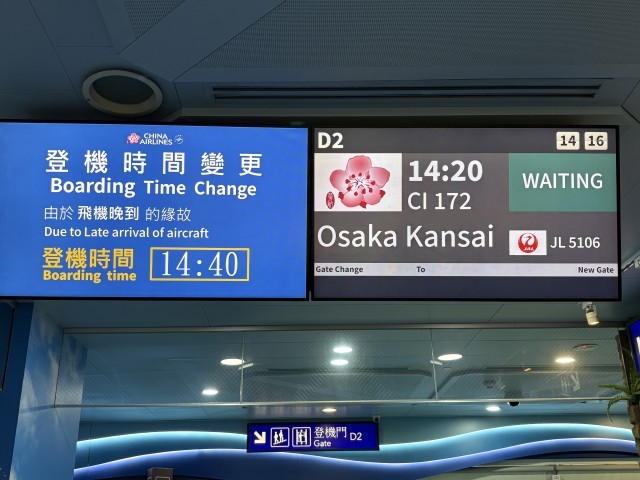 CHINA AIRLINES
登機時間變更
Boarding Time Change
由於 飛機晚到 的緣故
Due to Late arrival of aircraft
登機時間
Boarding time
14:40
D2
14 16
14:20
CI 172
WAITING
Osaka Kansai
JAL
JL 5106
Gate Change To New Gate
登機門
Gate D2